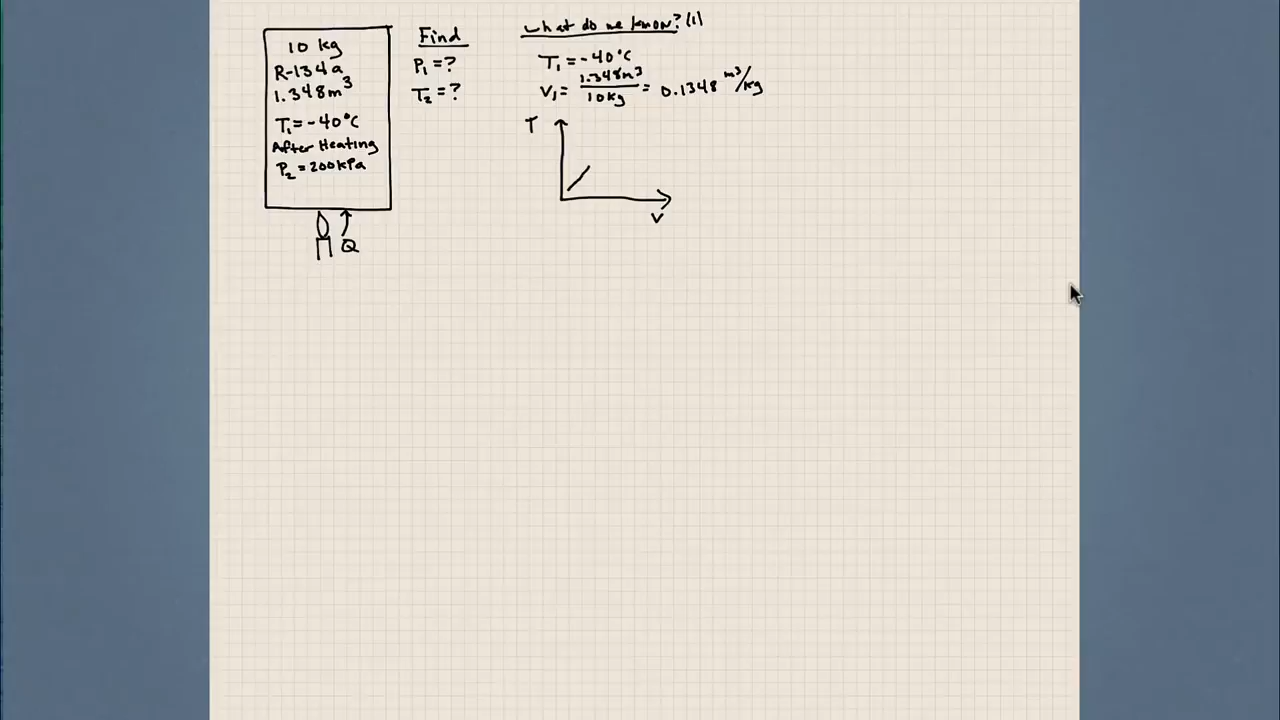 10 kg
R-134a
1.348m³
T₁=-40°C
After Heating
P₂=200kPa
Q
Find
P₁=?
T₂=?
What do we know? (1)
T₁=-40°C
v₁= 1.348m³/10kg = 0.1348 m³/kg
T
v